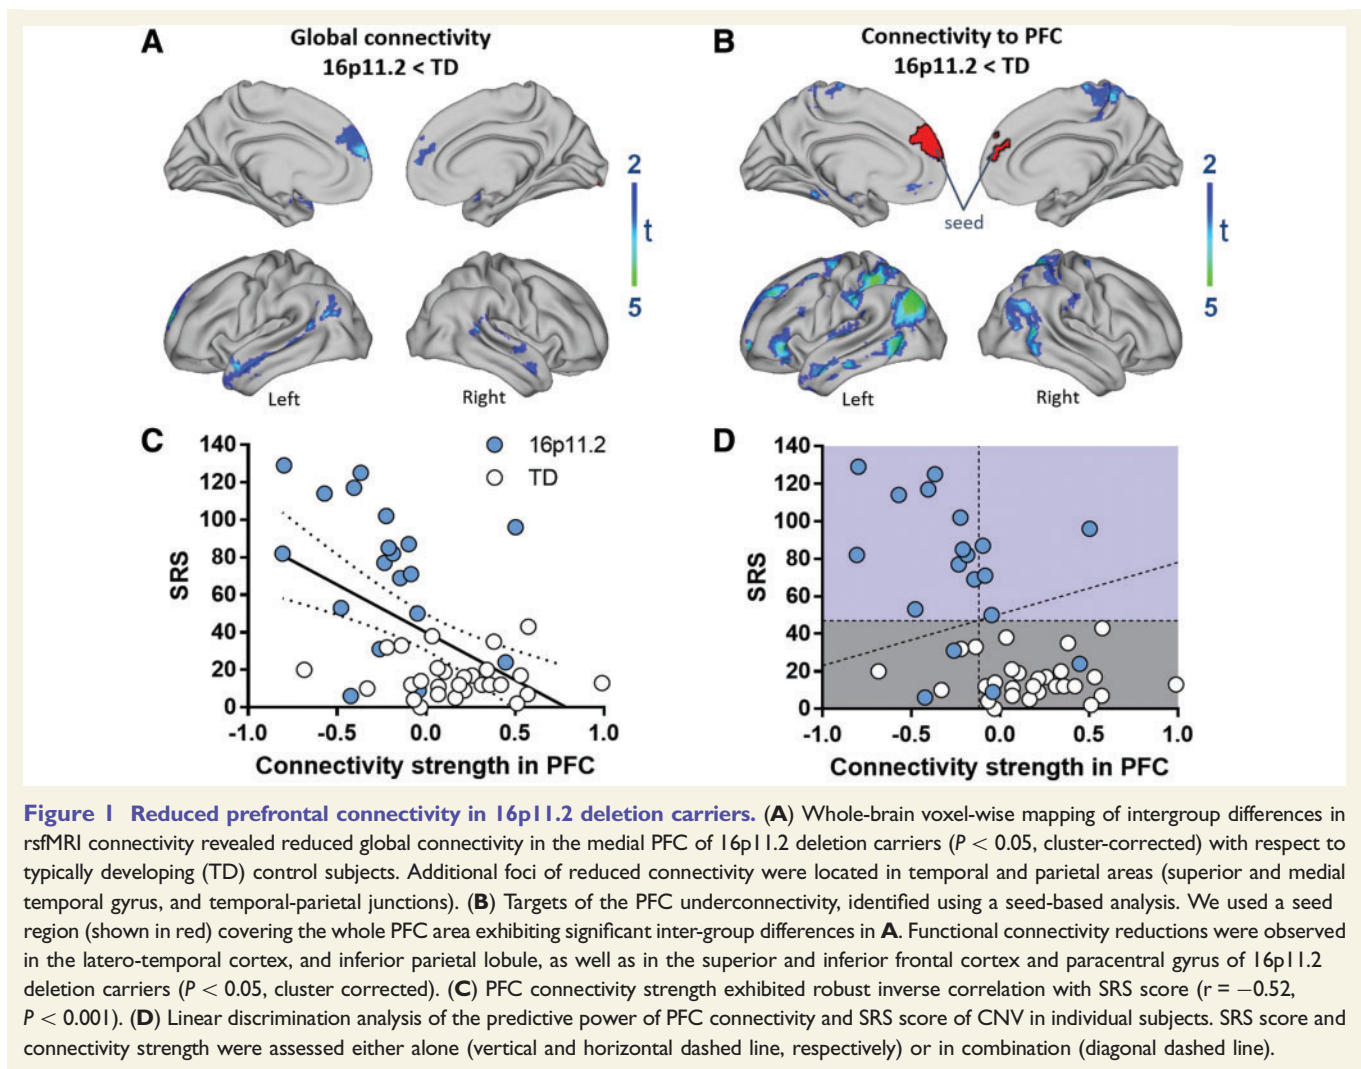 A
Global connectivity
16p11.2 < TD
2
t
5
Left
Right
B
Connectivity to PFC
16p11.2 < TD
seed
2
t
5
Left
Right
C
140
120
100
80
60
40
20
0
SRS
-1.0
-0.5
0.0
0.5
1.0
Connectivity strength in PFC
16p11.2
TD
D
140
120
100
80
60
40
20
0
SRS
-1.0
-0.5
0.0
0.5
1.0
Connectivity strength in PFC
Figure 1 Reduced prefrontal connectivity in 16p11.2 deletion carriers. (A) Whole-brain voxel-wise mapping of intergroup differences in
rsfMRI connectivity revealed reduced global connectivity in the medial PFC of 16p11.2 deletion carriers (P < 0.05, cluster-corrected) with respect to
typically developing (TD) control subjects. Additional foci of reduced connectivity were located in temporal and parietal areas (superior and medial
temporal gyrus, and temporal-parietal junctions). (B) Targets of the PFC underconnectivity, identified using a seed-based analysis. We used a seed
region (shown in red) covering the whole PFC area exhibiting significant inter-group differences in A. Functional connectivity reductions were observed
in the latero-temporal cortex, and inferior parietal lobule, as well as in the superior and inferior frontal cortex and paracentral gyrus of 16p11.2
deletion carriers (P < 0.05, cluster corrected). (C) PFC connectivity strength exhibited robust inverse correlation with SRS score (r = −0.52,
P < 0.001). (D) Linear discrimination analysis of the predictive power of PFC connectivity and SRS score of CNV in individual subjects. SRS score and
connectivity strength were assessed either alone (vertical and horizontal dashed line, respectively) or in combination (diagonal dashed line).